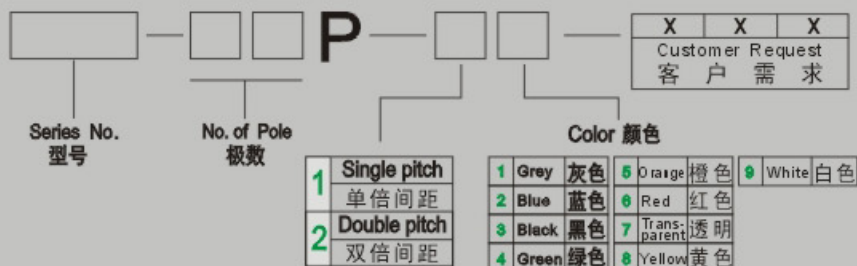 P
X X X
Customer Request
客户需求
Series No.
型号
No. of Pole
极数
Color 颜色
1 Single pitch
单倍间距
2 Double pitch
双倍间距
1 Grey 灰色 5 Orange 橙色 9 White 白色
2 Blue 蓝色 6 Red 红色
3 Black 黑色 7 Trans-parent 透明
4 Green 绿色 8 Yellow 黄色